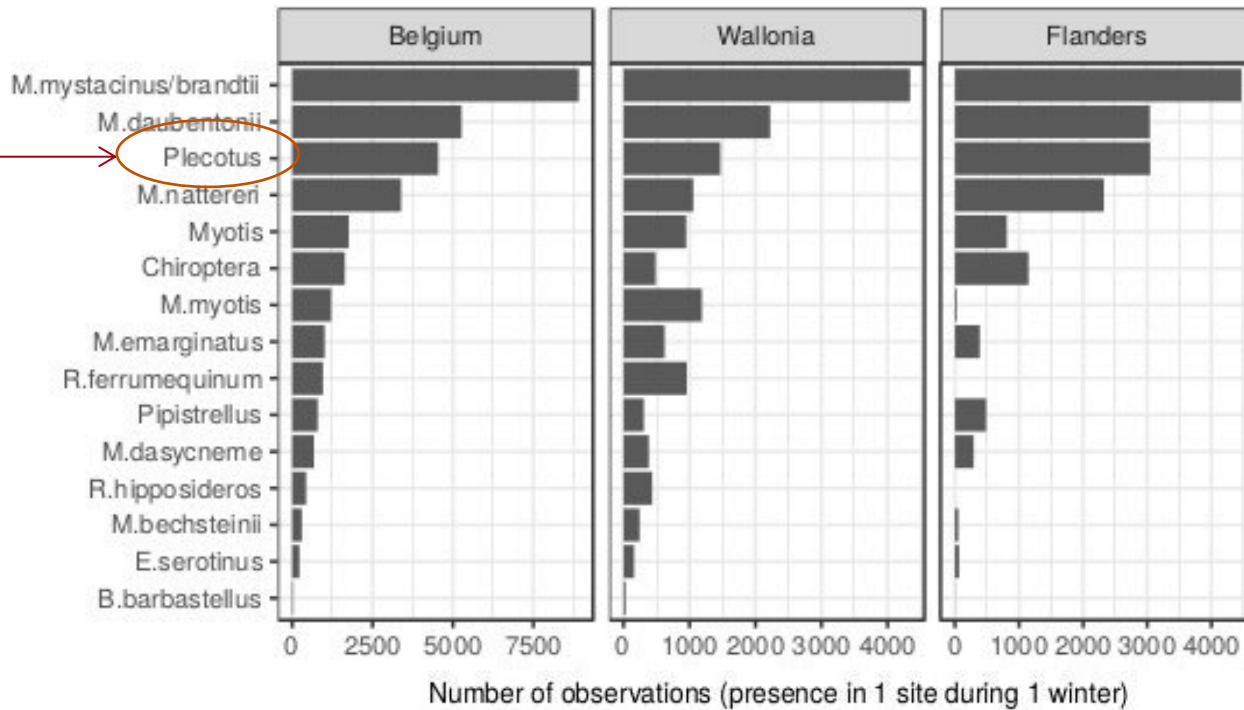 Belgium Wallonia Flanders
M.mystacinus/brandtii
M.daubentonii
Plecotus
M.nattereri
Myotis
Chiroptera
M.myotis
M.emarginatus
R.ferrumequinum
Pipistrellus
M.dasycneme
R.hipposideros
M.bechsteinii
E.serotinus
B.barbastellus
0 2500 5000 7500 0 1000 2000 3000 4000 0 1000 2000 3000 4000
Number of observations (presence in 1 site during 1 winter)